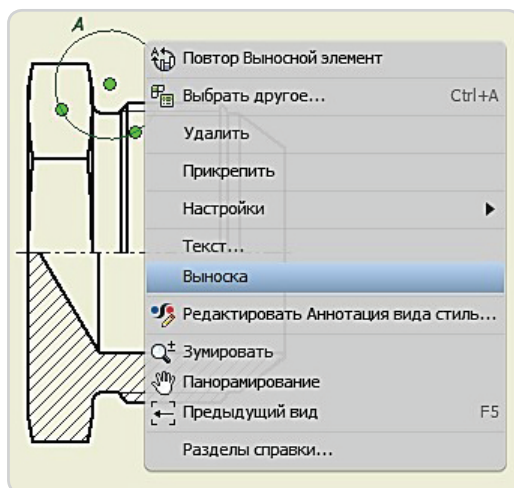 A
Повтор Выносной элемент
Выбрать другое... Ctrl+A
Удалить
Прикрепить
Настройки
Текст...
Выноска
Редактировать Аннотация вида стиль...
Зумировать
Панорамирование
Предыдущий вид F5
Разделы справки...